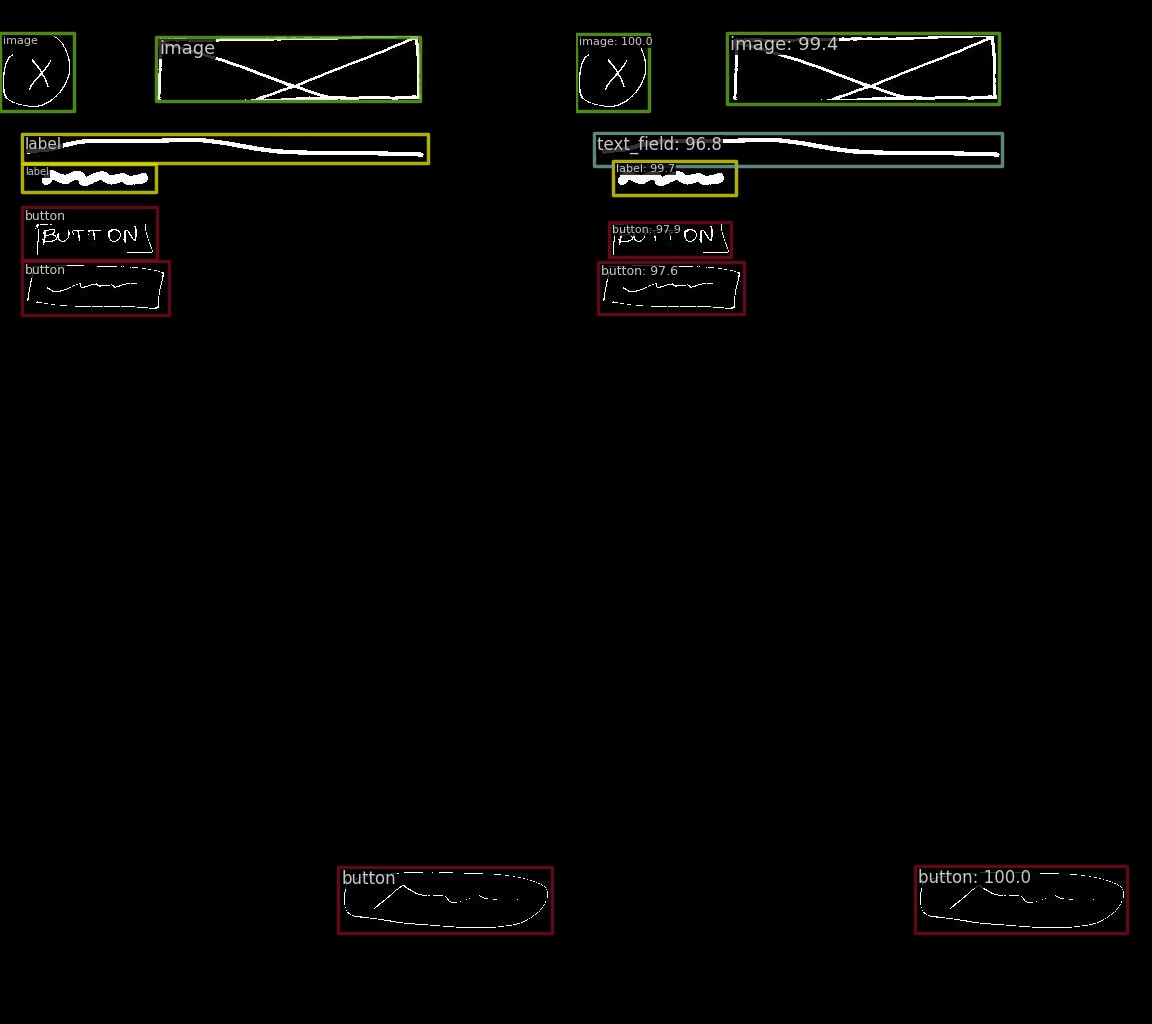 image image image: 100.0 image: 99.4
X X
label text_field: 96.8
label label: 99.7
button button: 97.9
BUTTON BUTTON
button button: 97.6
button button: 100.0